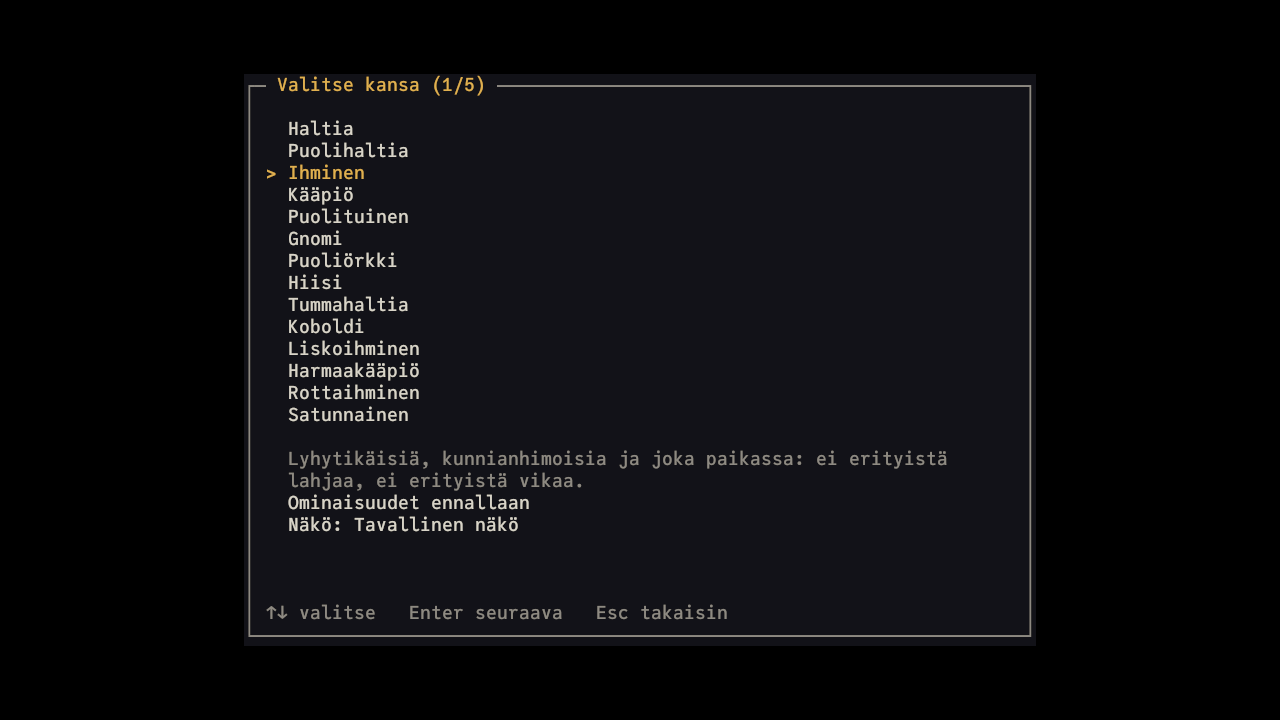 Valitse kansa (1/5)
Haltia
Puolihaltia
> Ihminen
Kääpiö
Puolituinen
Gnomi
Puoliörkki
Hiisi
Tummahaltia
Koboldi
Liskoihminen
Harmaakääpiö
Rottaihminen
Satunnainen
Lyhytikäisiä, kunnianhimoisia ja joka paikassa: ei erityistä
lahjaa, ei erityistä vikaa.
Ominaisuudet ennallaan
Näkö: Tavallinen näkö
↑↓ valitse   Enter seuraava   Esc takaisin